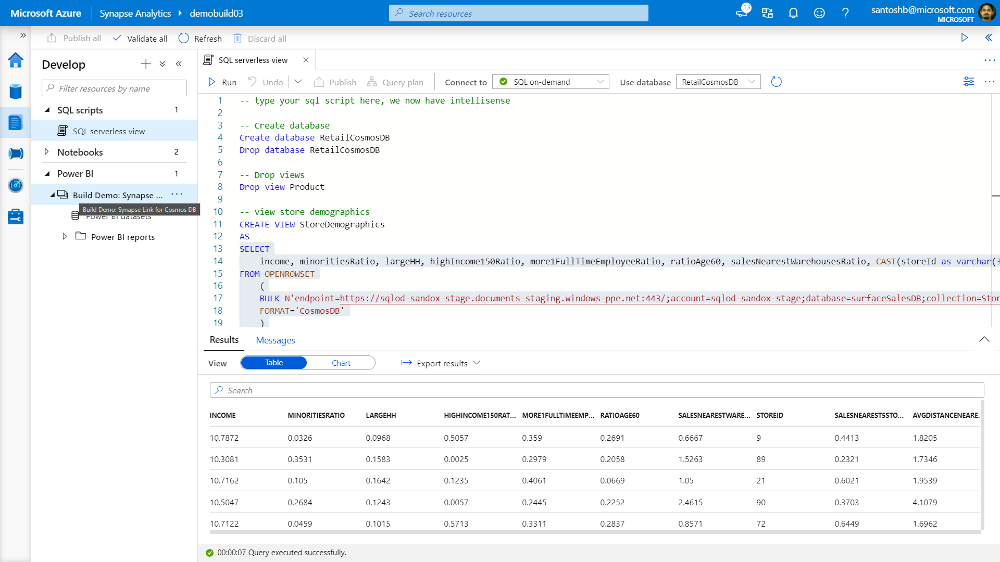 Microsoft Azure
Synapse Analytics
demobuild03
Search resources
13
santoshb@microsoft.com
MICROSOFT
Publish all
Validate all
Refresh
Discard all
Develop
Filter resources by name
SQL scripts 1
SQL serverless view
Notebooks 2
Power BI 1
Build Demo: Synapse ...
Build Demo: Synapse Link for Cosmos DB
Power BI datasets
Power BI reports
SQL serverless view
Run
Undo
Publish
Query plan
Connect to
SQL on-demand
Use database
RetailCosmosDB
1 -- type your sql script here, we now have intellisense
2
3 -- Create database
4 Create database RetailCosmosDB
5 Drop database RetailCosmosDB
6
7 -- Drop views
8 Drop view Product
9
10 -- view store demographics
11 CREATE VIEW StoreDemographics
12 AS
13 SELECT
14 income, minoritiesRatio, largeHH, highIncome150Ratio, more1FullTimeEmployeeRatio, ratioAge60, salesNearestWarehousesRatio, CAST(storeId as varchar(3
15 FROM OPENROWSET
16 (
17 BULK N'endpoint=https://sqlod-sandox-stage.documents-staging.windows-ppe.net:443/;account=sqlod-sandox-stage;database=surfaceSalesDB;collection=Stor
18 FORMAT='CosmosDB'
19 )
Results
Messages
View
Table
Chart
Export results
Search
INCOME MINORITIESRATIO LARGEHH HIGHINCOME150RAT... MORE1FULLTIMEEMP... RATIOAGE60 SALESNEARESTWARE... STOREID SALESNEAREST5STO... AVGDISTANCENEARE.
10.7872 0.0326 0.0968 0.5057 0.359 0.2691 0.6667 9 0.4413 1.8205
10.3081 0.3531 0.1583 0.0025 0.2979 0.2058 1.5263 89 0.2321 1.7346
10.7162 0.105 0.1642 0.1235 0.4061 0.0669 1.05 21 0.6021 1.9539
10.5047 0.2684 0.1243 0.0057 0.2445 0.2252 2.4615 90 0.3703 4.1079
10.7122 0.0459 0.1015 0.5713 0.3311 0.2837 0.8571 72 0.6449 1.6962
00:00:07 Query executed successfully.